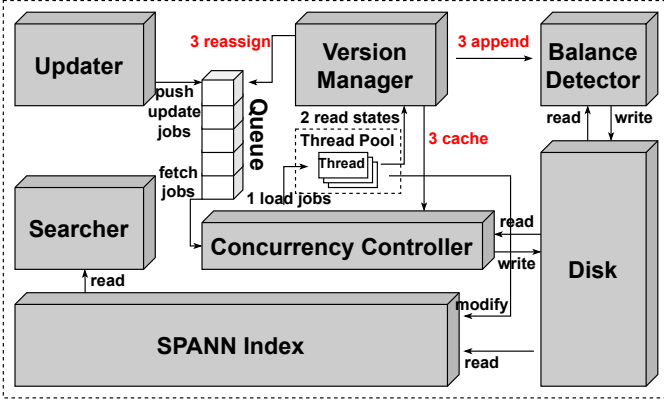 Updater
3 reassign
Version
Manager
3 append
Balance
Detector
push
update
jobs
Queue
2 read states
3 cache
read
write
Thread Pool
Thread
fetch
jobs
1 load jobs
Searcher
Concurrency Controller
read
write
Disk
read
modify
SPANN Index
read